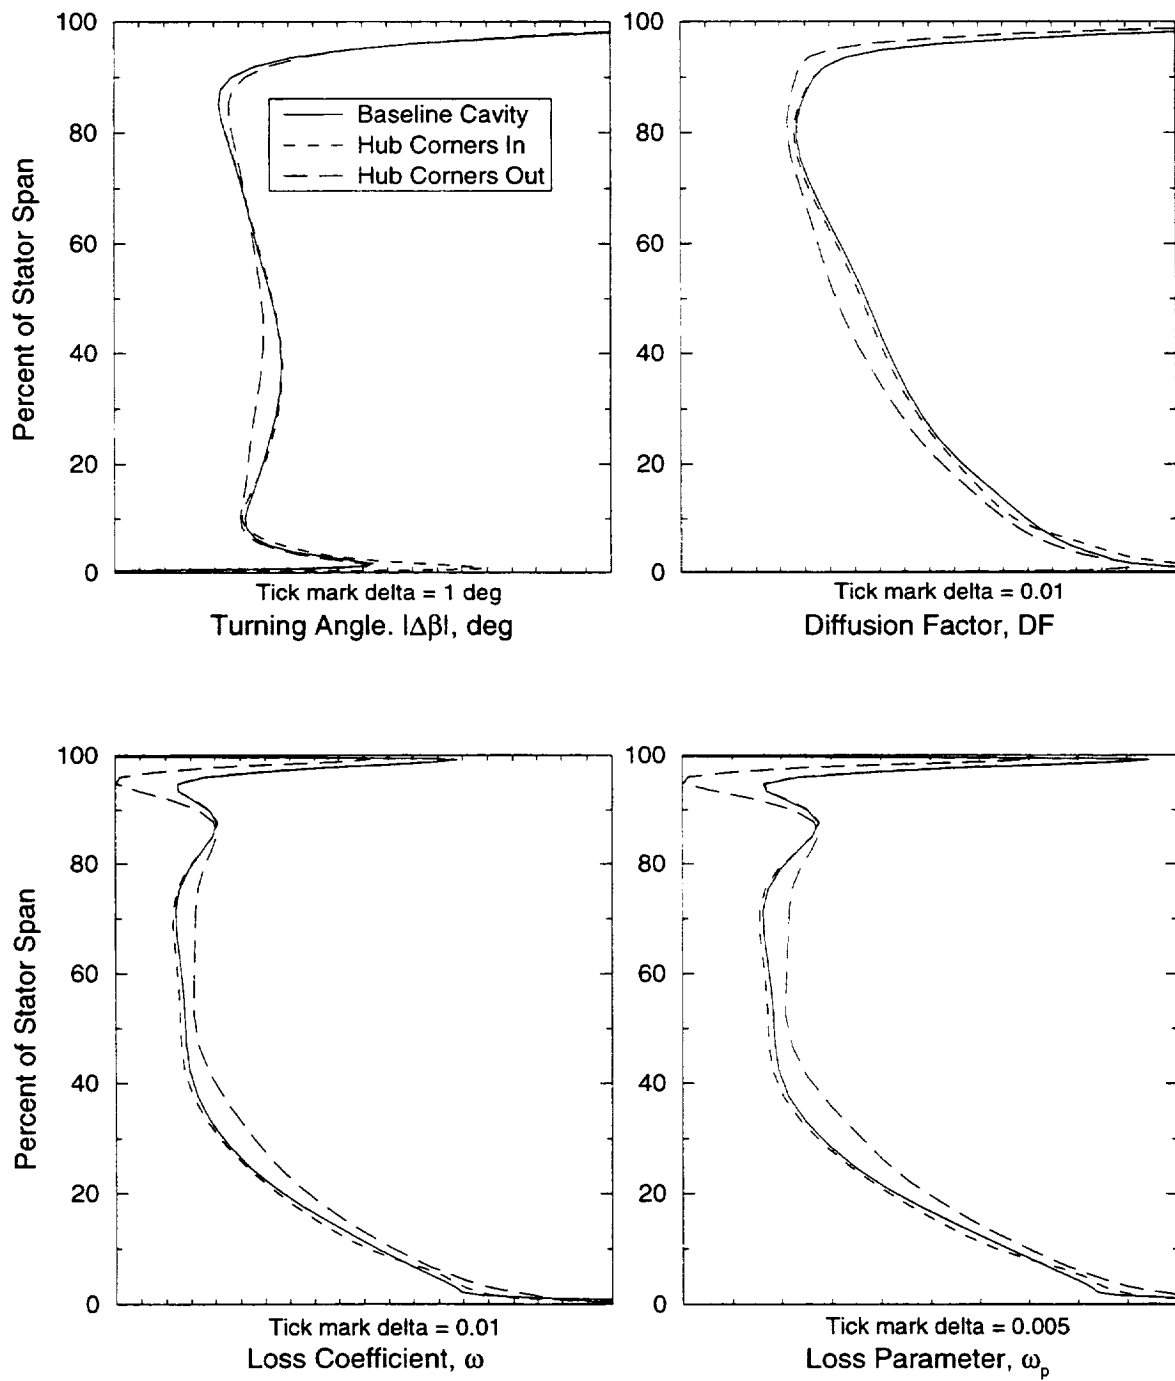 100
80
60
40
20
0
Percent of Stator Span
Baseline Cavity
Hub Corners In
Hub Corners Out
Tick mark delta = 1 deg
Turning Angle. |Δβ|, deg
100
80
60
40
20
0
Tick mark delta = 0.01
Diffusion Factor, DF
100
80
60
40
20
0
Percent of Stator Span
Tick mark delta = 0.01
Loss Coefficient, ω
100
80
60
40
20
0
Tick mark delta = 0.005
Loss Parameter, ωp